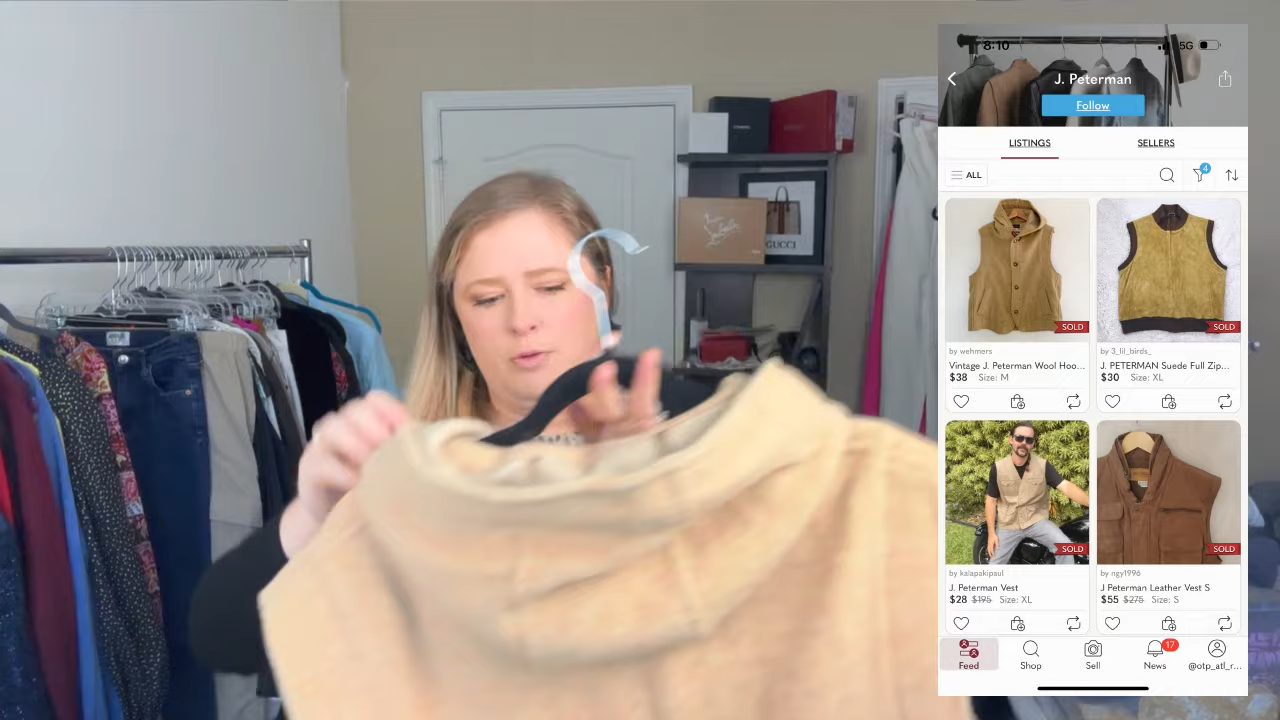 8:10
5G
J. Peterman
Follow
LISTINGS
SELLERS
ALL
4
SOLD
SOLD
by wehmers
by 3_lil_birds_
Vintage J. Peterman Wool Hoo...
J. PETERMAN Suede Full Zip...
$38 Size: M
$30 Size: XL
SOLD
SOLD
by kalapakipaul
by ngy1996
J. Peterman Vest
J Peterman Leather Vest S
$28 $195 Size: XL
$55 $275 Size: S
17
Feed
Shop
Sell
News
@otp_atl_r...
GUCCI